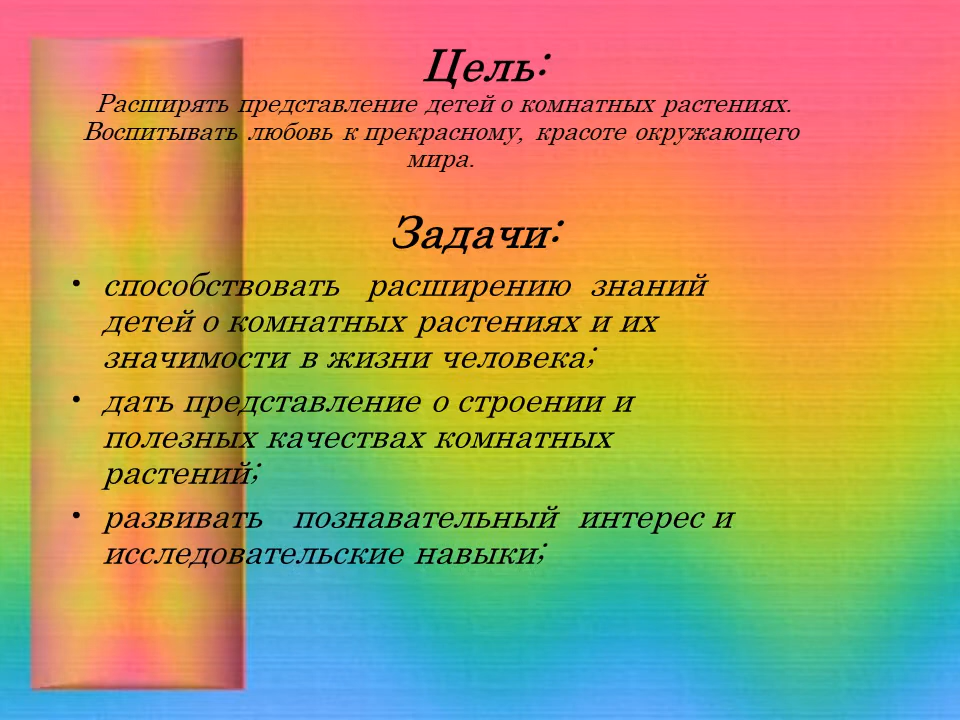 Цель:
Расширять представление детей о комнатных растениях.
Воспитывать любовь к прекрасному, красоте окружающего
мира.
Задачи:
• способствовать расширению знаний
детей о комнатных растениях и их
значимости в жизни человека;
• дать представление о строении и
полезных качествах комнатных
растений;
• развивать познавательный интерес и
исследовательские навыки;